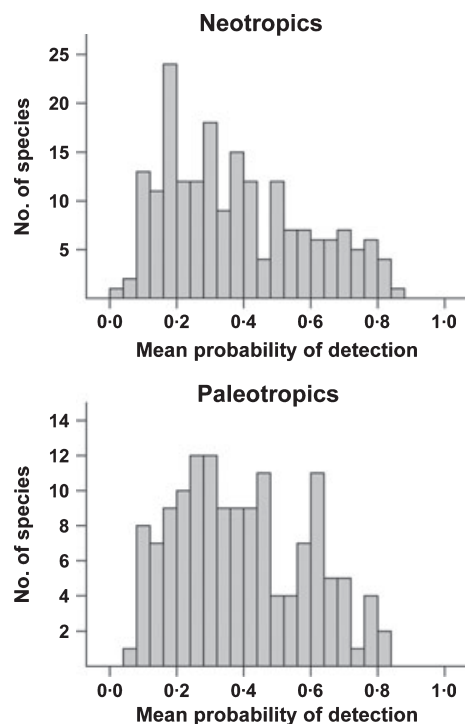 Neotropics
No. of species
25
20
15
10
5
0·0 0·2 0·4 0·6 0·8 1·0
Mean probability of detection
Paleotropics
No. of species
14
12
10
8
6
4
2
0·0 0·2 0·4 0·6 0·8 1·0
Mean probability of detection